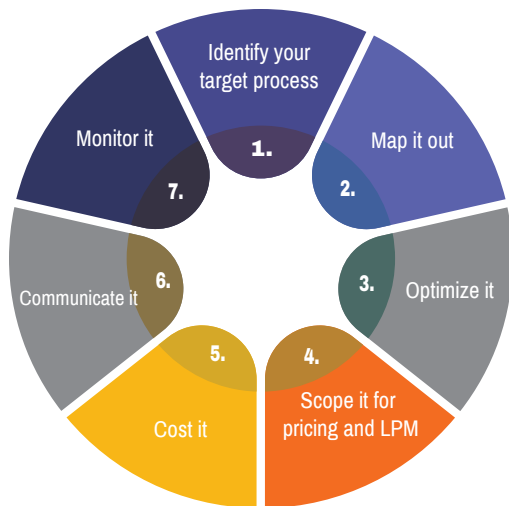 Identify your
target process
1.
Map it out
2.
Optimize it
3.
Scope it for
pricing and LPM
4.
Cost it
5.
Communicate it
6.
Monitor it
7.